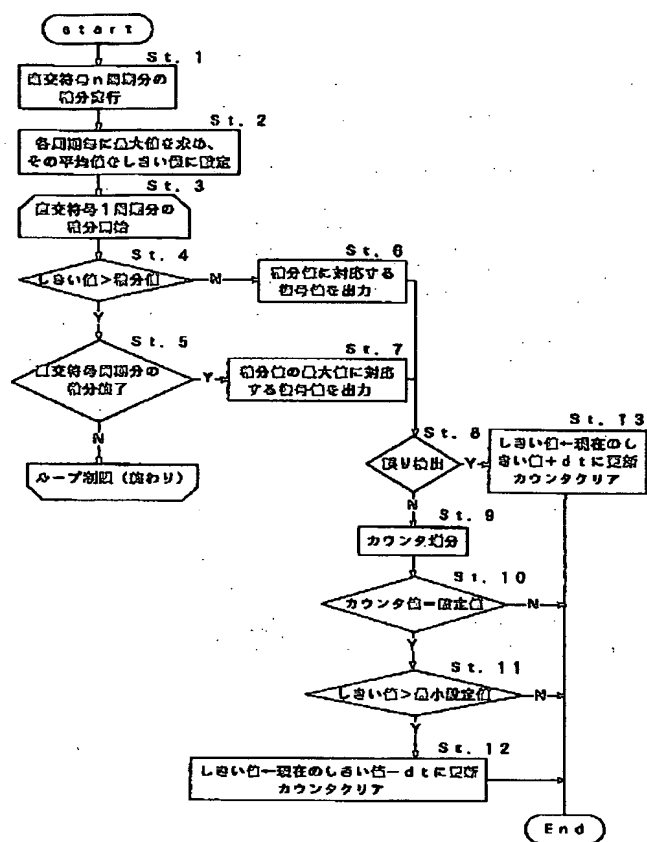 start
St. 1
直交符号n周期分の
積分実行
St. 2
各周期毎に最大値を求め、
その平均値をしきい値に設定
St. 3
直交符号1周期分の
積分開始
St. 4
しきい値>積分値
N
Y
St. 6
積分値に対応する
信号値を出力
St. 5
直交符号周期分の
積分終了
Y
N
St. 7
積分値の最大値に対応
する信号値を出力
ループ制御(終わり)
St. 8
誤り検出
Y
N
St. 13
しきい値←現在のし
きい値+dtに更新
カウンタクリア
St. 9
カウンタ増分
St. 10
カウンタ値=設定値
N
Y
St. 11
しきい値>最小設定値
N
Y
St. 12
しきい値←現在のしきい値-dtに更新
カウンタクリア
End